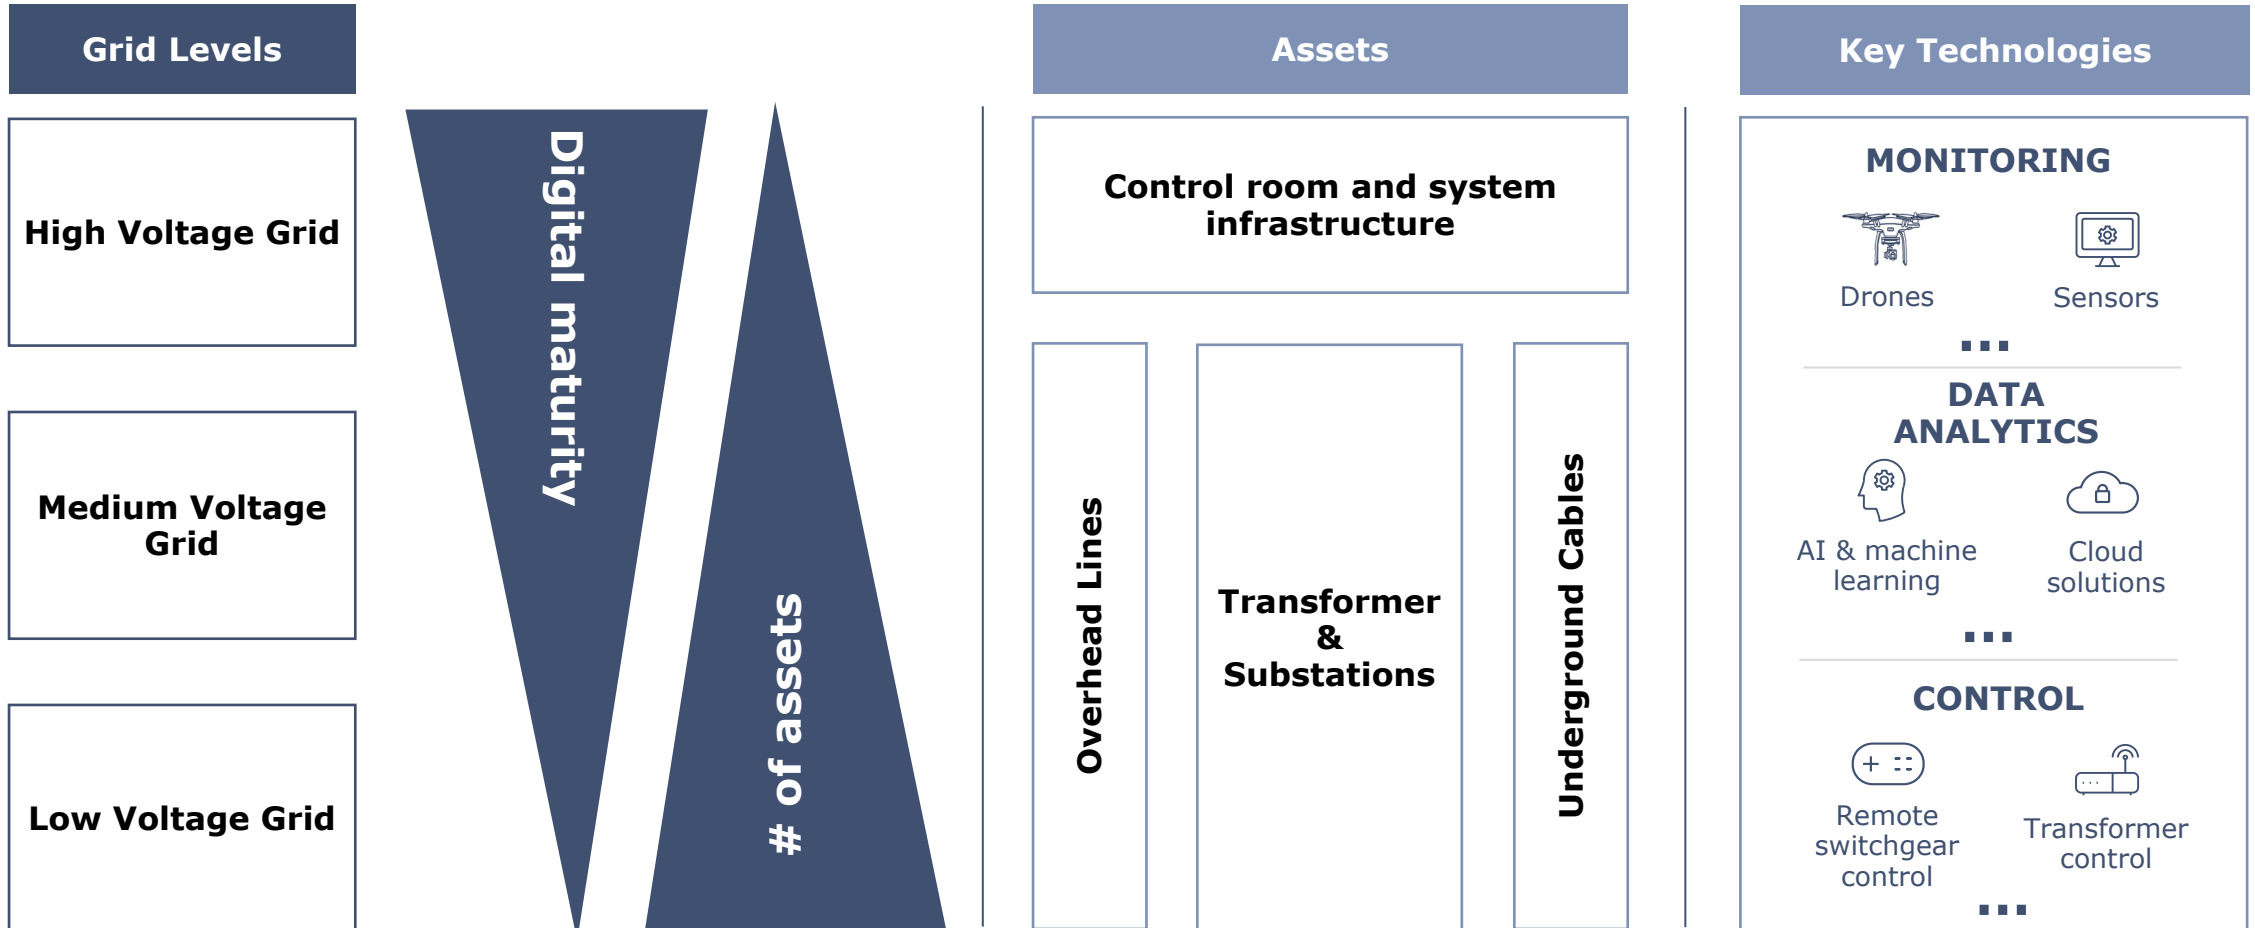 Grid Levels
High Voltage Grid
Medium Voltage
Grid
Low Voltage Grid
Digital maturity
# of assets
Assets
Control room and system
infrastructure
Overhead Lines
Transformer
&
Substations
Underground Cables
Key Technologies
MONITORING
Drones
Sensors
...
DATA
ANALYTICS
AI & machine
learning
Cloud
solutions
...
CONTROL
Remote
switchgear
control
Transformer
control
...